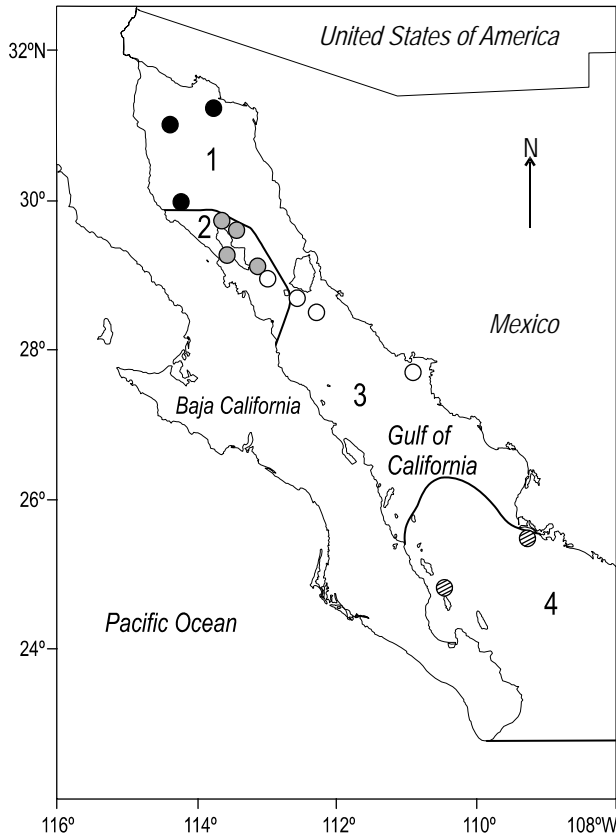 United States of America
32º
N
1
30º
2
Mexico
28º
3
Baja California
Gulf of
California
26º
4
Pacific Ocean
24º
116º
114º
112º
110º
108ºW